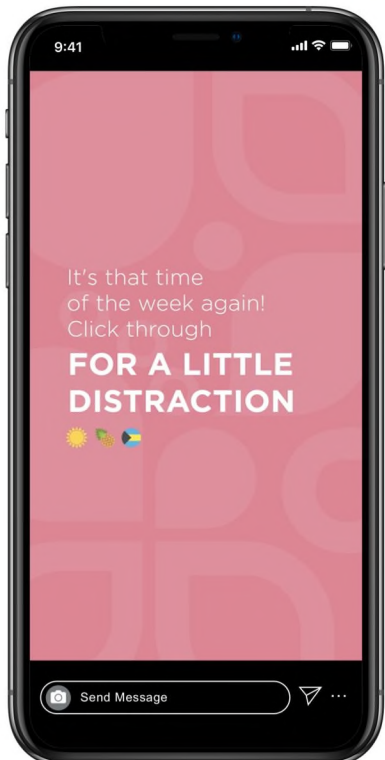 9:41
It's that time
of the week again!
Click through
FOR A LITTLE
DISTRACTION
Send Message